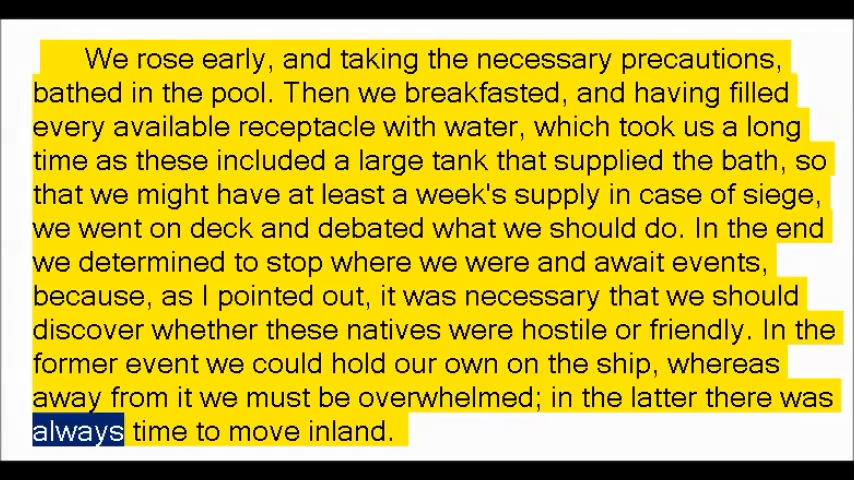 We rose early, and taking the necessary precautions,
bathed in the pool. Then we breakfasted, and having filled
every available receptacle with water, which took us a long
time as these included a large tank that supplied the bath, so
that we might have at least a week's supply in case of siege,
we went on deck and debated what we should do. In the end
we determined to stop where we were and await events,
because, as I pointed out, it was necessary that we should
discover whether these natives were hostile or friendly. In the
former event we could hold our own on the ship, whereas
away from it we must be overwhelmed; in the latter there was
always time to move inland.